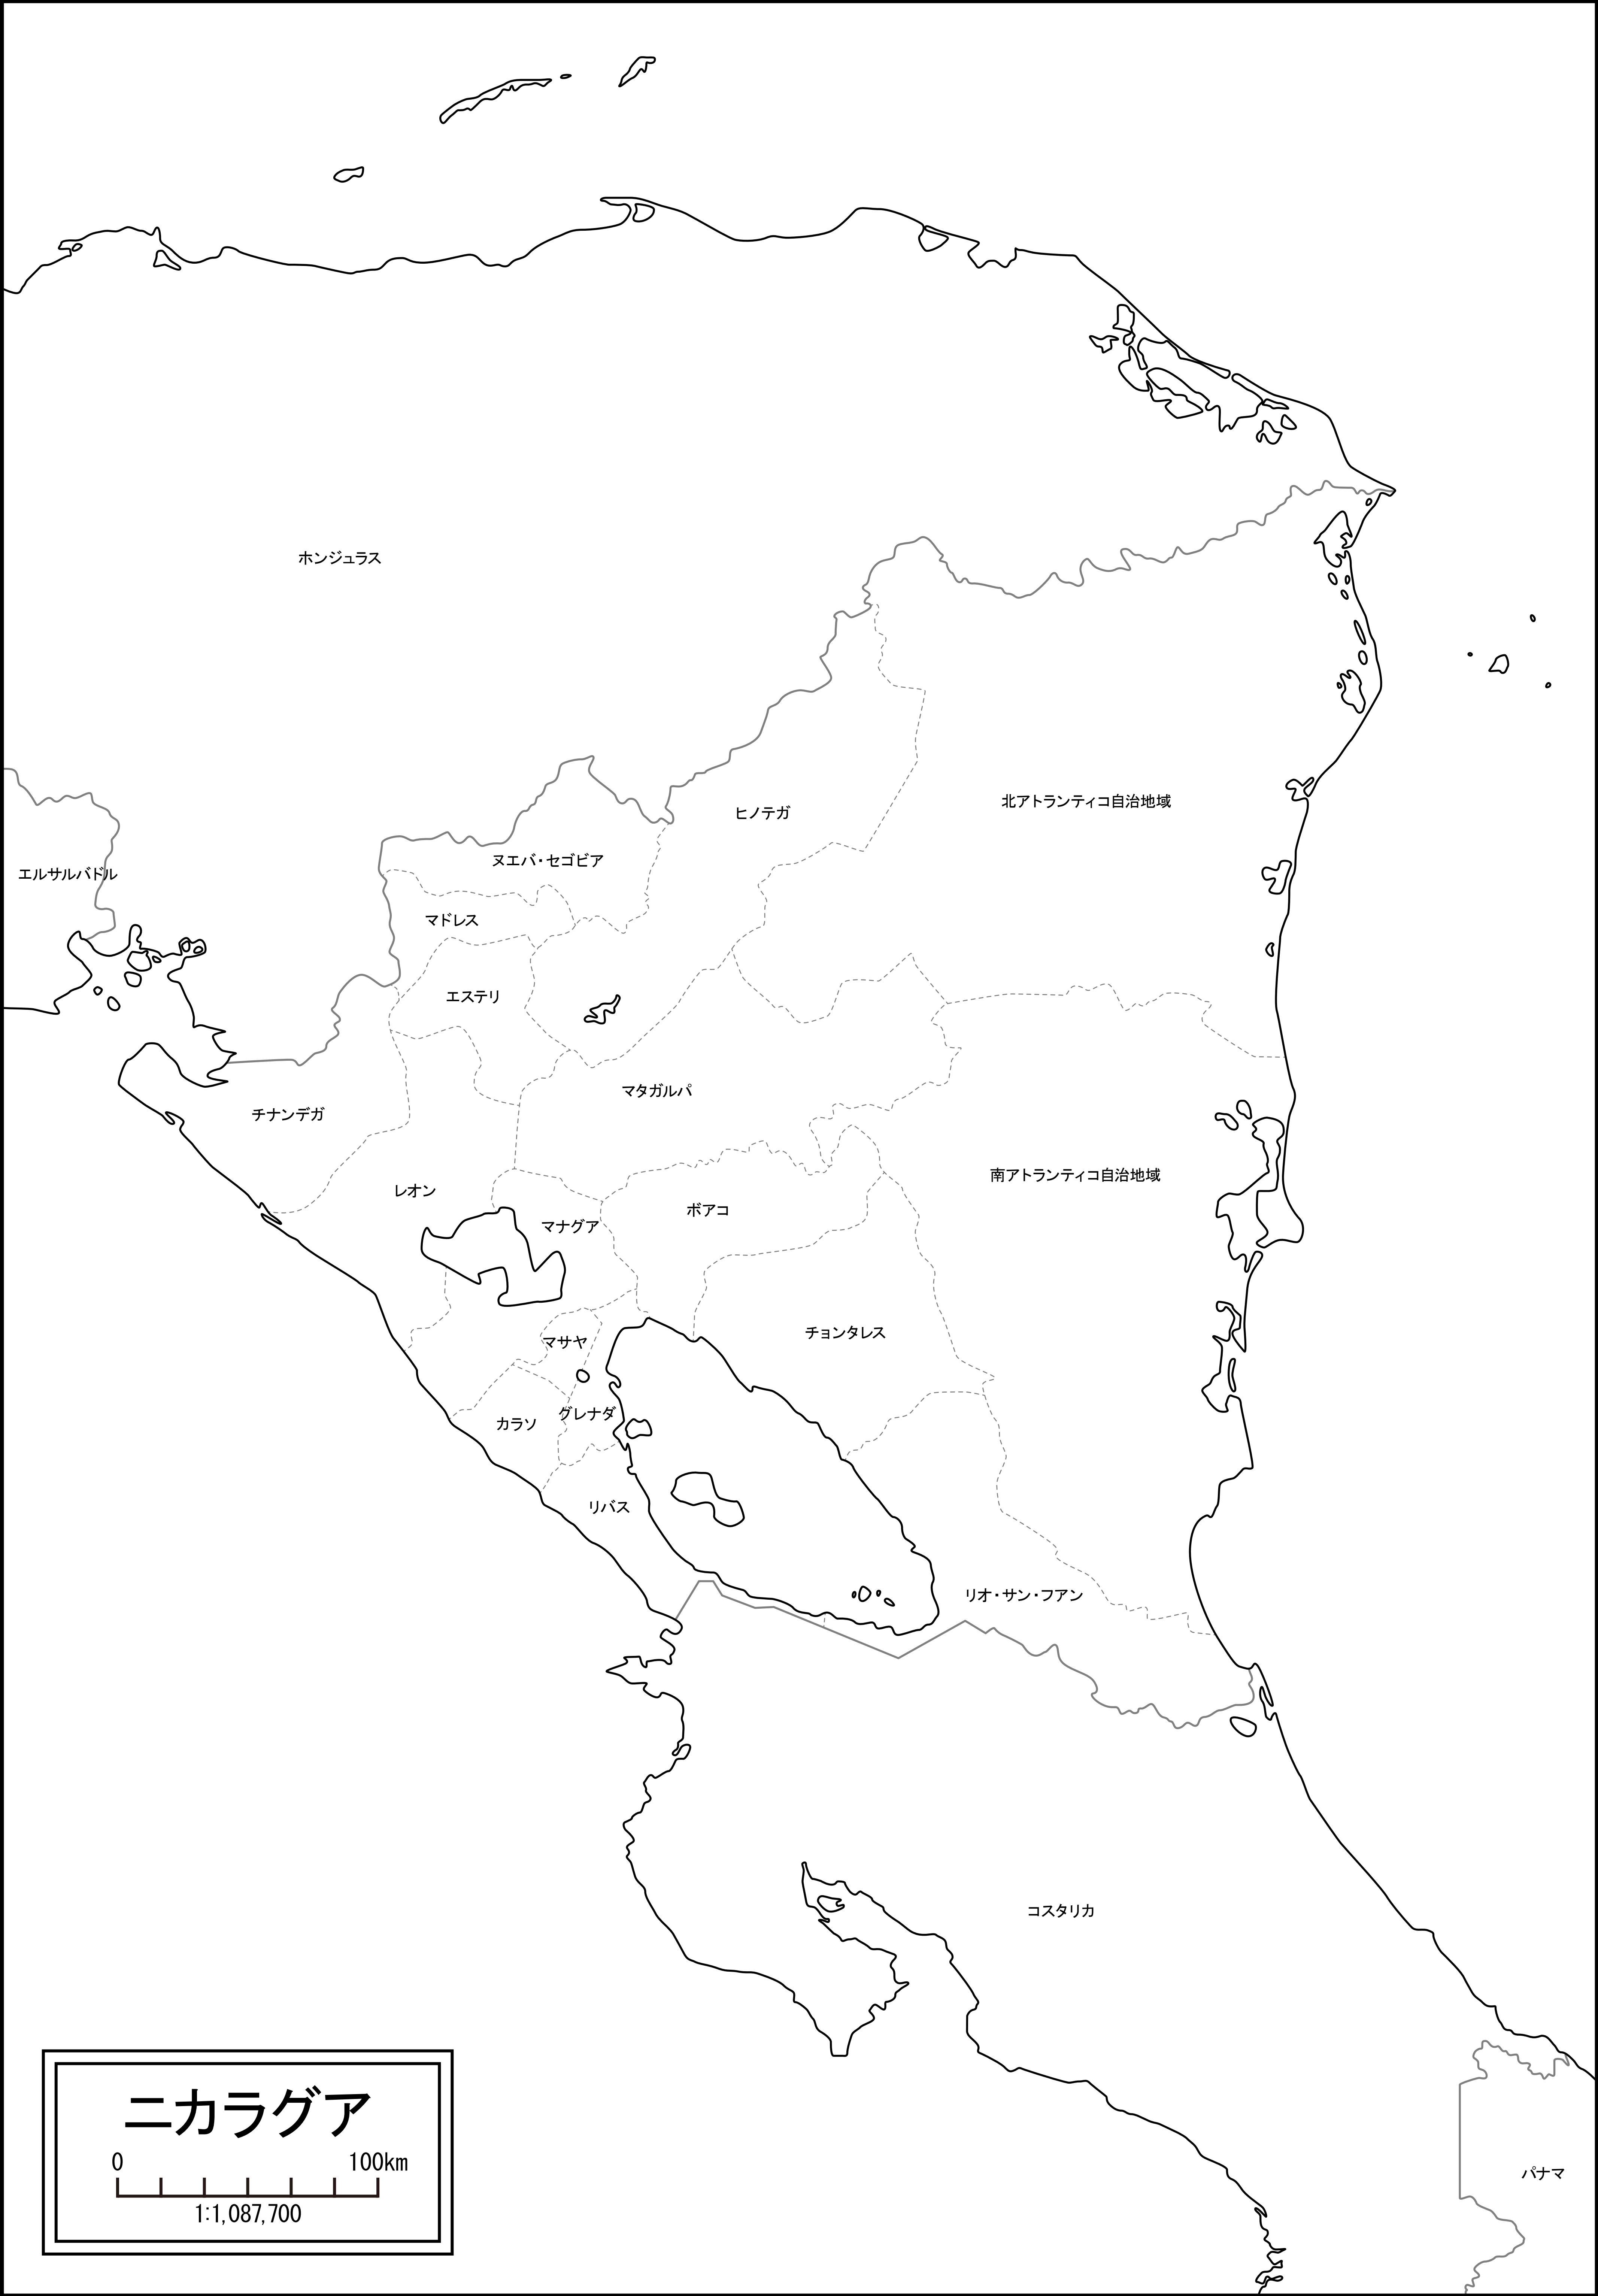 ホンジュラス
北アトランティコ自治地域
ヒノテガ
ヌエバ・セゴビア
エルサルバドル
マドレス
エステリ
マタガルパ
チナンデガ
南アトランティコ自治地域
レオン
ボアコ
マナグア
チョンタレス
マサヤ
グレナダ
カラソ
リバス
リオ・サン・フアン
コスタリカ
パナマ
ニカラグア
0 100km
1:1,087,700